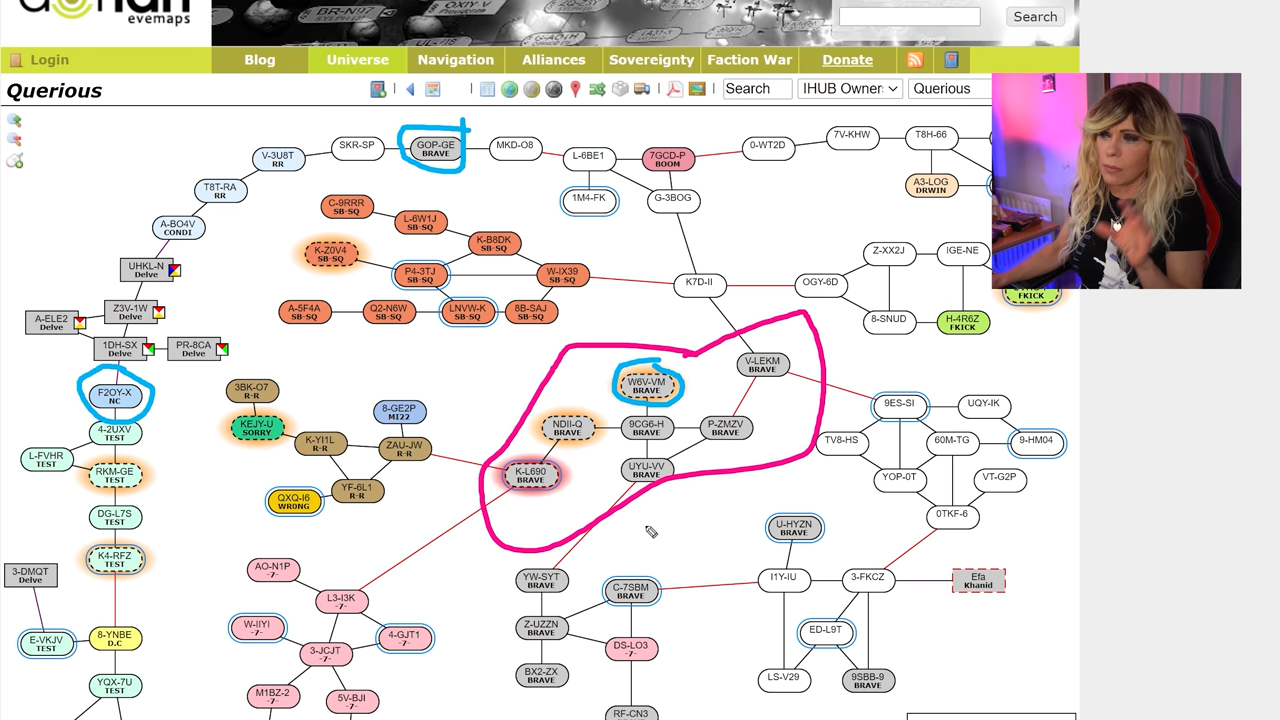 DOTLAN
evemaps
Search
Login
Blog
Universe
Navigation
Alliances
Sovereignty
Faction War
Donate
Querious
Search
IHUB Owner
Querious
SKR-SP
GOP-GE
BRAVE
MKD-O8
L-6BE1
7GCD-P
BOOM
0-WT2D
7V-KHW
T8H-66
V-3U8T
RR
T8T-RA
RR
A-BO4V
CONDI
1M4-FK
G-3BOG
A3-LOG
DRWIN
C-9RRR
SB-SQ
L-6W1J
SB-SQ
K-Z0V4
SB-SQ
K-B8DK
SB-SQ
P4-3TJ
SB-SQ
W-IX39
SB-SQ
A-5F4A
SB-SQ
Q2-N6W
SB-SQ
LNVW-K
SB-SQ
8B-SAJ
SB-SQ
K7D-II
Z-XX2J
IGE-NE
OGY-6D
8-SNUD
H-4R6Z
FKICK
FKICK
UHKL-N
Delve
Z3V-1W
Delve
A-ELE2
Delve
1DH-SX
Delve
PR-8CA
Delve
F2OY-X
NC
4-2UXV
TEST
L-FVHR
TEST
RKM-GE
TEST
DG-L7S
TEST
K4-RFZ
TEST
3-DMQT
Delve
E-VKJV
TEST
8-YNBE
D.C
YQX-7U
TEST
3BK-O7
R-R
KEJY-U
SORRY
K-YI1L
R-R
8-GE2P
MI22
ZAU-JW
R-R
YF-6L1
R-R
QXQ-I6
WR0NG
V-LEKM
BRAVE
W6V-VM
BRAVE
NDII-Q
BRAVE
9CG6-H
BRAVE
P-ZMZV
BRAVE
K-L690
BRAVE
UYU-VV
BRAVE
9ES-SI
UQY-IK
TV8-HS
60M-TG
9-HM04
YOP-0T
VT-G2P
0TKF-6
AO-N1P
-7-
L3-I3K
-7-
W-IIYI
-7-
4-GJT1
-7-
3-JCJT
-7-
M1BZ-2
-7-
5V-BJI
-7-
YW-SYT
BRAVE
C-7SBM
BRAVE
Z-UZZN
BRAVE
DS-LO3
-7-
BX2-ZX
BRAVE
RF-CN3
U-HYZN
BRAVE
I1Y-IU
3-FKCZ
Efa
Khanid
ED-L9T
LS-V29
9SBB-9
BRAVE